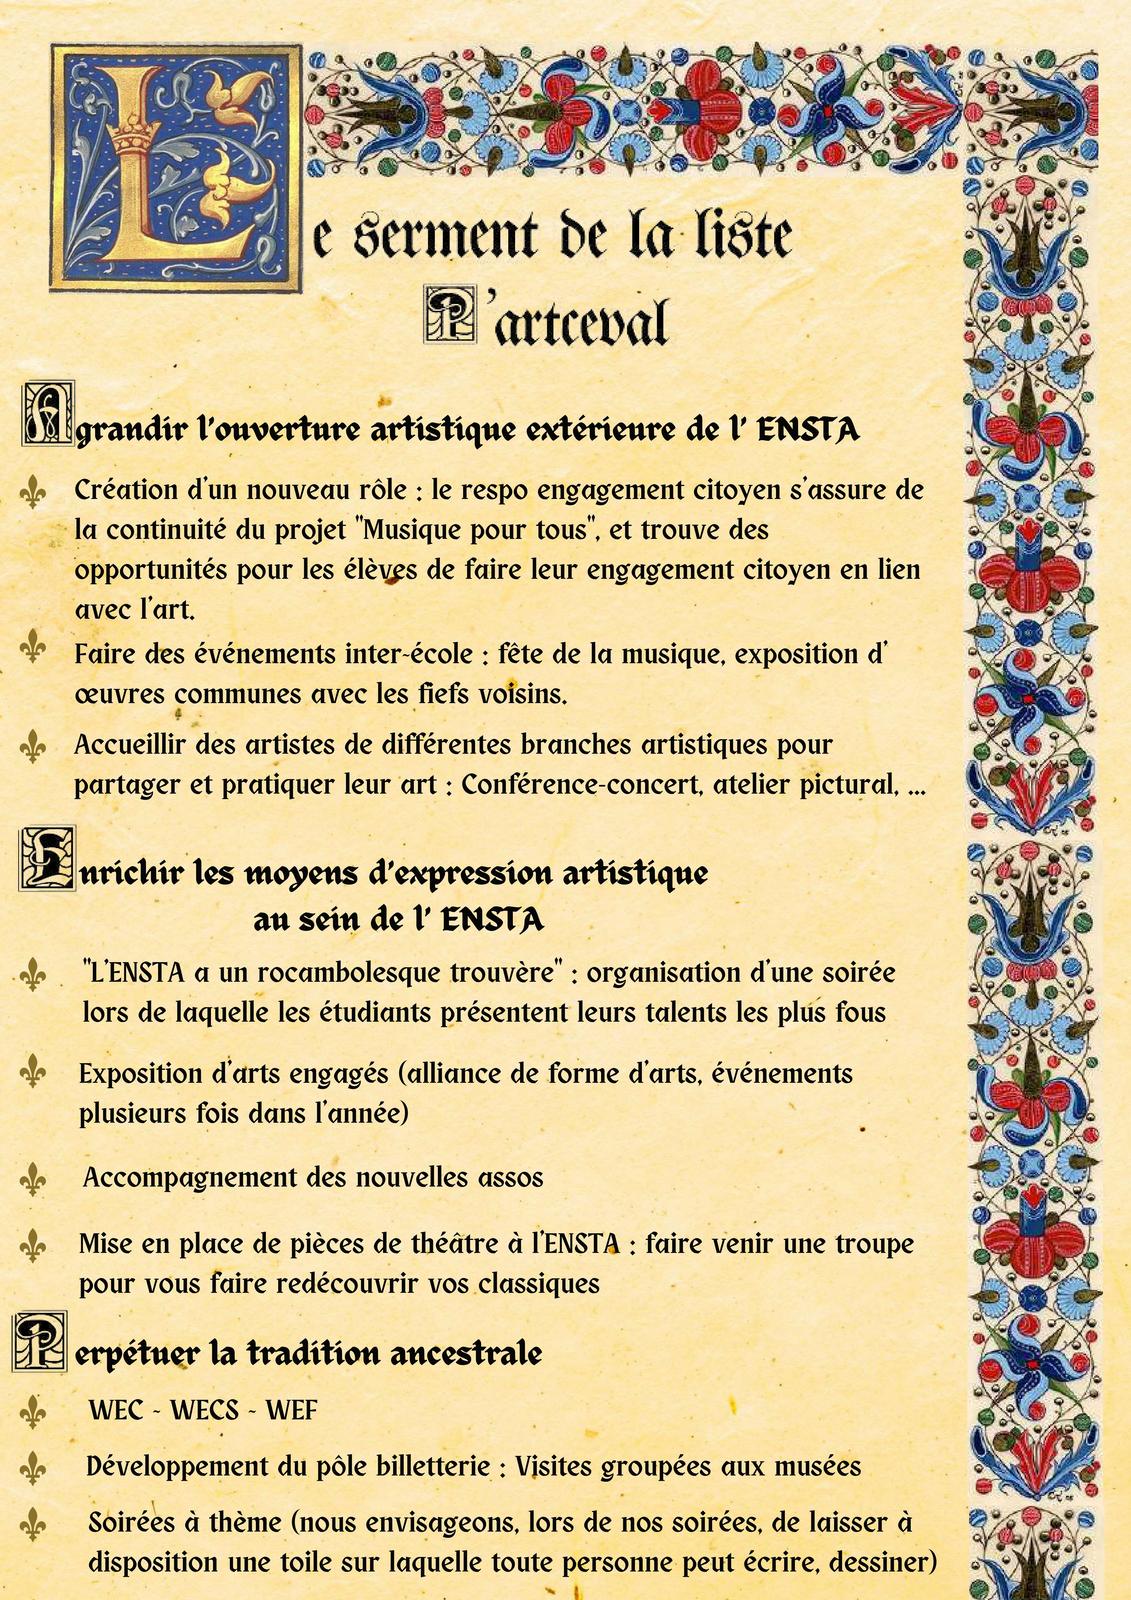 Le serment de la liste
P'artceval
Agrandir l'ouverture artistique extérieure de l' ENSTA
Création d'un nouveau rôle : le respo engagement citoyen s'assure de
la continuité du projet "Musique pour tous", et trouve des
opportunités pour les élèves de faire leur engagement citoyen en lien
avec l'art.
Faire des événements inter-école : fête de la musique, exposition d'
œuvres communes avec les fiefs voisins.
Accueillir des artistes de différentes branches artistiques pour
partager et pratiquer leur art : Conférence-concert, atelier pictural, ...
Enrichir les moyens d'expression artistique
au sein de l' ENSTA
"L'ENSTA a un rocambolesque trouvère" : organisation d'une soirée
lors de laquelle les étudiants présentent leurs talents les plus fous
Exposition d'arts engagés (alliance de forme d'arts, événements
plusieurs fois dans l'année)
Accompagnement des nouvelles assos
Mise en place de pièces de théâtre à l'ENSTA : faire venir une troupe
pour vous faire redécouvrir vos classiques
Perpétuer la tradition ancestrale
WEC - WECS - WEF
Développement du pôle billetterie : Visites groupées aux musées
Soirées à thème (nous envisageons, lors de nos soirées, de laisser à
disposition une toile sur laquelle toute personne peut écrire, dessiner)